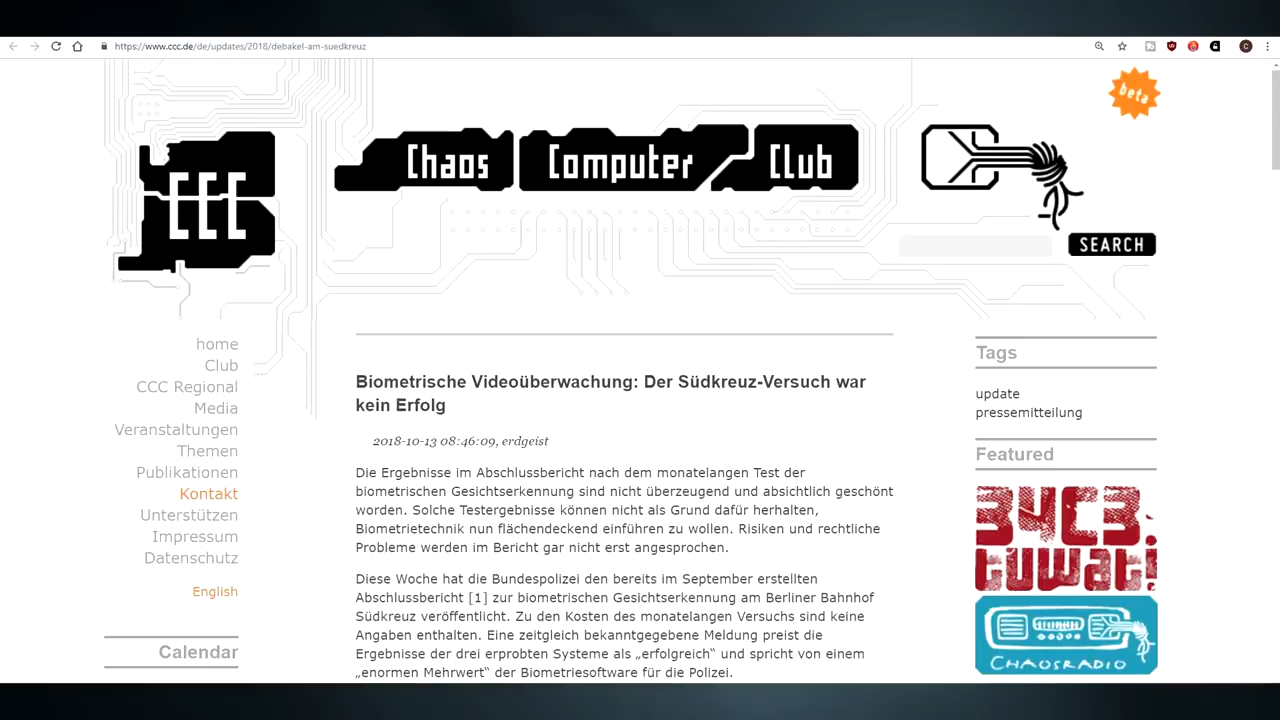 https://www.ccc.de/de/updates/2018/debakel-am-suedkreuz
beta
CCC
Chaos Computer Club
SEARCH
home
Club
CCC Regional
Media
Veranstaltungen
Themen
Publikationen
Kontakt
Unterstützen
Impressum
Datenschutz
English
Calendar
Biometrische Videoüberwachung: Der Südkreuz-Versuch war
kein Erfolg
2018-10-13 08:46:09, erdgeist
Die Ergebnisse im Abschlussbericht nach dem monatelangen Test der
biometrischen Gesichtserkennung sind nicht überzeugend und absichtlich geschönt
worden. Solche Testergebnisse können nicht als Grund dafür herhalten,
Biometrietechnik nun flächendeckend einführen zu wollen. Risiken und rechtliche
Probleme werden im Bericht gar nicht erst angesprochen.
Diese Woche hat die Bundespolizei den bereits im September erstellten
Abschlussbericht [1] zur biometrischen Gesichtserkennung am Berliner Bahnhof
Südkreuz veröffentlicht. Zu den Kosten des monatelangen Versuchs sind keine
Angaben enthalten. Eine zeitgleich bekanntgegebene Meldung preist die
Ergebnisse der drei erprobten Systeme als „erfolgreich“ und spricht von einem
„enormen Mehrwert“ der Biometriesoftware für die Polizei.
Tags
update
pressemitteilung
Featured
34C3
tuwat!
CHAOSRADIO